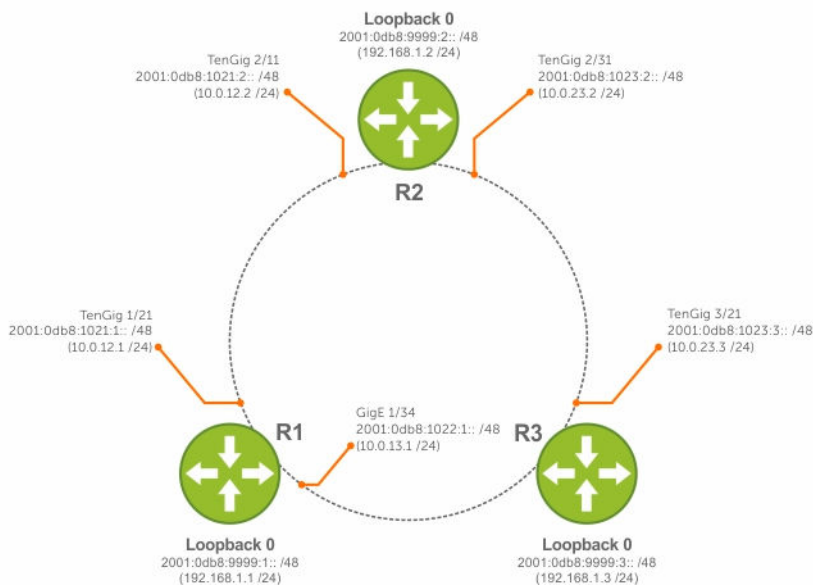 Loopback 0
2001:0db8:9999:2:: /48
(192.168.1.2 /24)
TenGig 2/11
2001:0db8:1021:2:: /48
(10.0.12.2 /24)
TenGig 2/31
2001:0db8:1023:2:: /48
(10.0.23.2 /24)
R2
TenGig 1/21
2001:0db8:1021:1:: /48
(10.0.12.1 /24)
TenGig 3/21
2001:0db8:1023:3:: /48
(10.0.23.3 /24)
GigE 1/34
2001:0db8:1022:1:: /48
(10.0.13.1 /24)
R1
R3
Loopback 0
2001:0db8:9999:1:: /48
(192.168.1.1 /24)
Loopback 0
2001:0db8:9999:3:: /48
(192.168.1.3 /24)